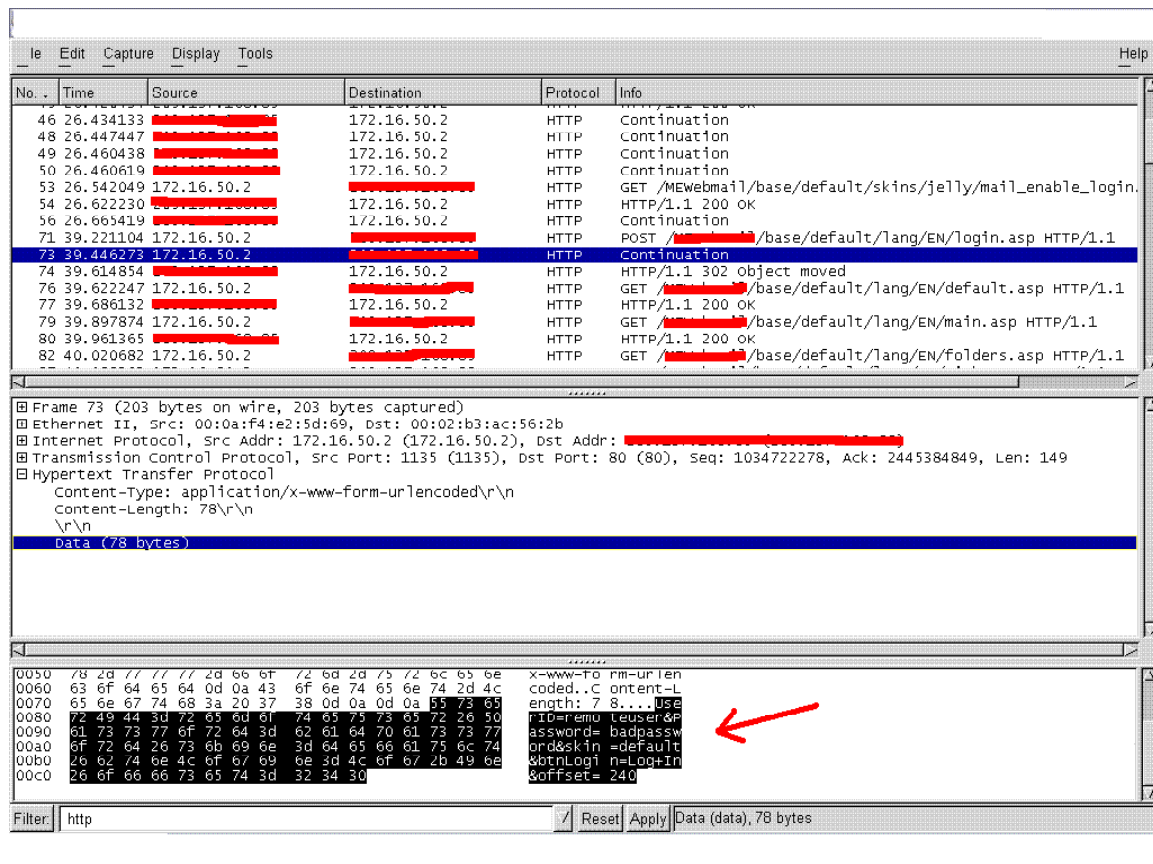 le Edit Capture Display Tools Help
No. . Time Source Destination Protocol Info
46 26.434133 172.16.50.2 HTTP Continuation
48 26.447447 172.16.50.2 HTTP Continuation
49 26.460438 172.16.50.2 HTTP Continuation
50 26.460619 172.16.50.2 HTTP Continuation
53 26.542049 172.16.50.2 HTTP GET /MEWebmail/base/default/skins/jelly/mail_enable_login.
54 26.622230 172.16.50.2 HTTP HTTP/1.1 200 OK
56 26.665419 172.16.50.2 HTTP Continuation
71 39.221104 172.16.50.2 HTTP POST / /base/default/lang/EN/login.asp HTTP/1.1
73 39.446273 172.16.50.2 HTTP Continuation
74 39.614854 172.16.50.2 HTTP HTTP/1.1 302 Object moved
76 39.622247 172.16.50.2 HTTP GET / /base/default/lang/EN/default.asp HTTP/1.1
77 39.686132 172.16.50.2 HTTP HTTP/1.1 200 OK
79 39.897874 172.16.50.2 HTTP GET / /base/default/lang/EN/main.asp HTTP/1.1
80 39.961365 172.16.50.2 HTTP HTTP/1.1 200 OK
82 40.020682 172.16.50.2 HTTP GET / /base/default/lang/EN/folders.asp HTTP/1.1
Frame 73 (203 bytes on wire, 203 bytes captured)
Ethernet II, Src: 00:0a:f4:e2:5d:69, Dst: 00:02:b3:ac:56:2b
Internet Protocol, Src Addr: 172.16.50.2 (172.16.50.2), Dst Addr:
Transmission Control Protocol, Src Port: 1135 (1135), Dst Port: 80 (80), Seq: 1034722278, Ack: 2445384849, Len: 149
Hypertext Transfer Protocol
Content-Type: application/x-www-form-urlencoded\r\n
Content-Length: 78\r\n
\r\n
Data (78 bytes)
0050 78 2d 77 77 77 2d 66 6f 72 6d 2d 75 72 6c 65 6e x-www-fo rm-urlen
0060 63 6f 64 65 64 0d 0a 43 6f 6e 74 65 6e 74 2d 4c coded..C ontent-L
0070 65 6e 67 74 68 3a 20 37 38 0d 0a 0d 0a 55 73 65 ength: 7 8....Use
0080 72 49 44 3d 72 65 6d 6f 74 65 75 73 65 72 26 50 rID=remo teuser&P
0090 61 73 73 77 6f 72 64 3d 62 61 64 70 61 73 73 77 assword= badpassw
00a0 6f 72 64 26 73 6b 69 6e 3d 64 65 66 61 75 6c 74 ord&skin =default
00b0 26 62 74 6e 4c 6f 67 69 6e 3d 4c 6f 67 2b 49 6e &btnLogi n=Log+In
00c0 26 6f 66 66 73 65 74 3d 32 34 30 &offset= 240
Filter: http Reset Apply Data (data), 78 bytes